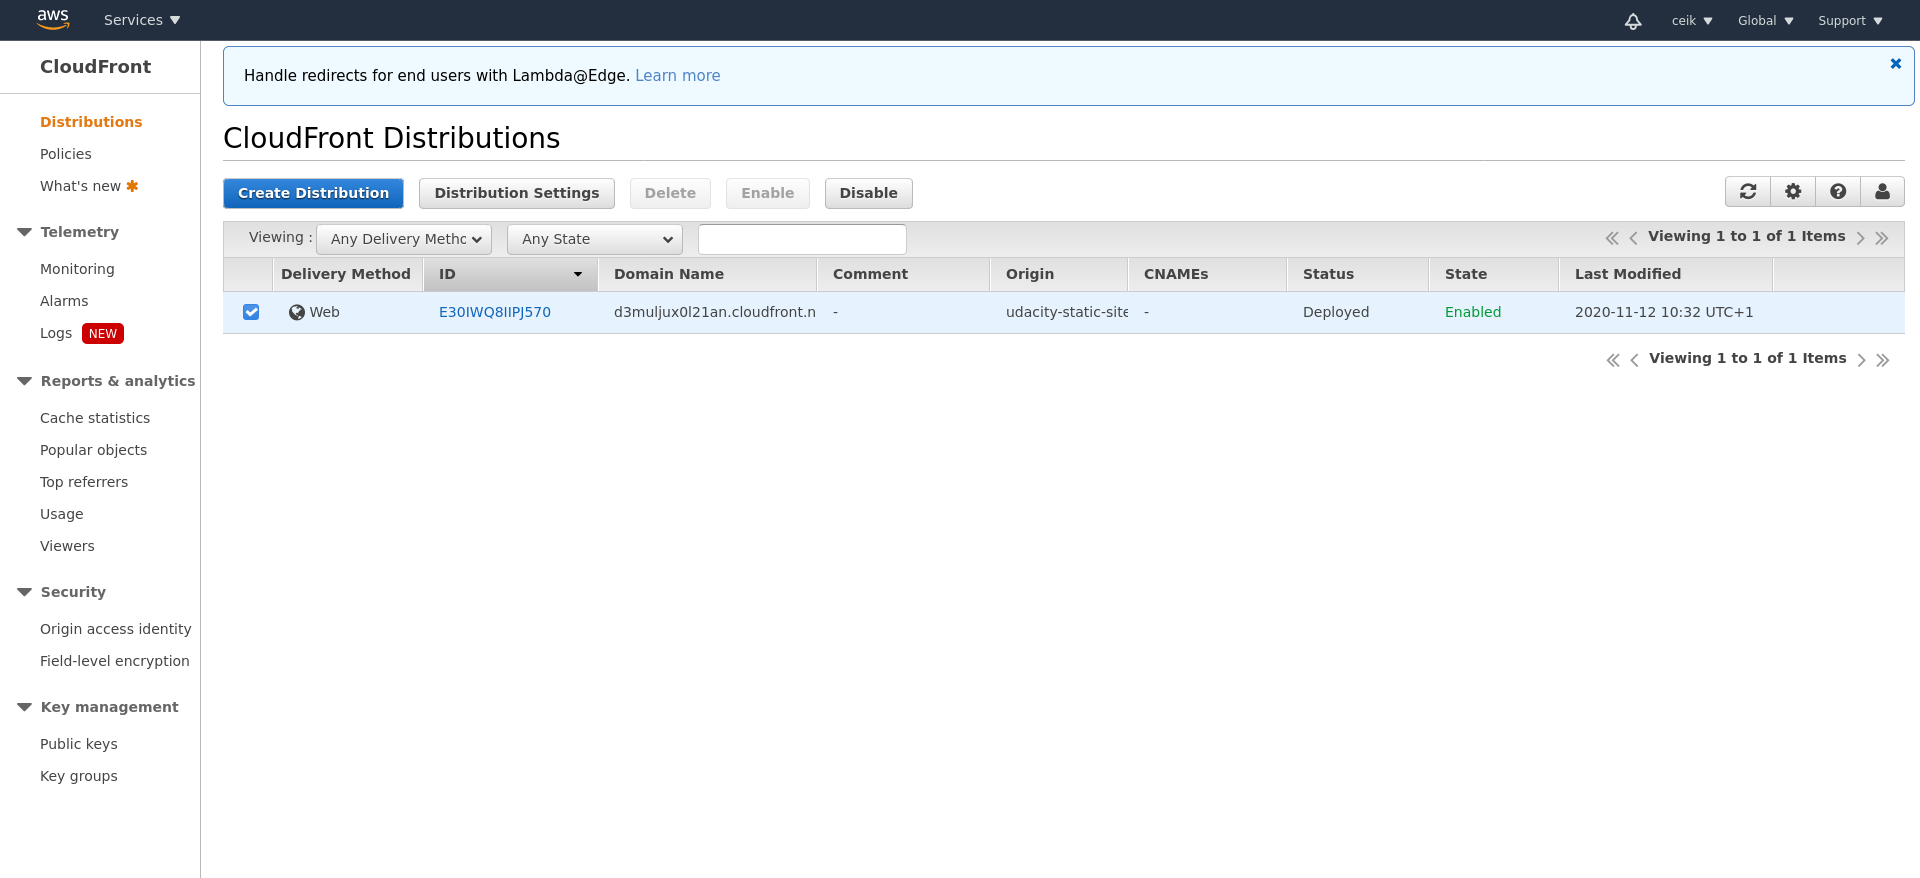 aws Services ceik Global Support
CloudFront
Distributions
Policies
What's new
Telemetry
Monitoring
Alarms
Logs NEW
Reports & analytics
Cache statistics
Popular objects
Top referrers
Usage
Viewers
Security
Origin access identity
Field-level encryption
Key management
Public keys
Key groups
Handle redirects for end users with Lambda@Edge. Learn more
CloudFront Distributions
Create Distribution Distribution Settings Delete Enable Disable
Viewing : Any Delivery Metho Any State Viewing 1 to 1 of 1 Items
Delivery Method ID Domain Name Comment Origin CNAMEs Status State Last Modified
Web E30IWQ8IIPJ570 d3muljux0l21an.cloudfront.n - udacity-static-site - Deployed Enabled 2020-11-12 10:32 UTC+1
Viewing 1 to 1 of 1 Items